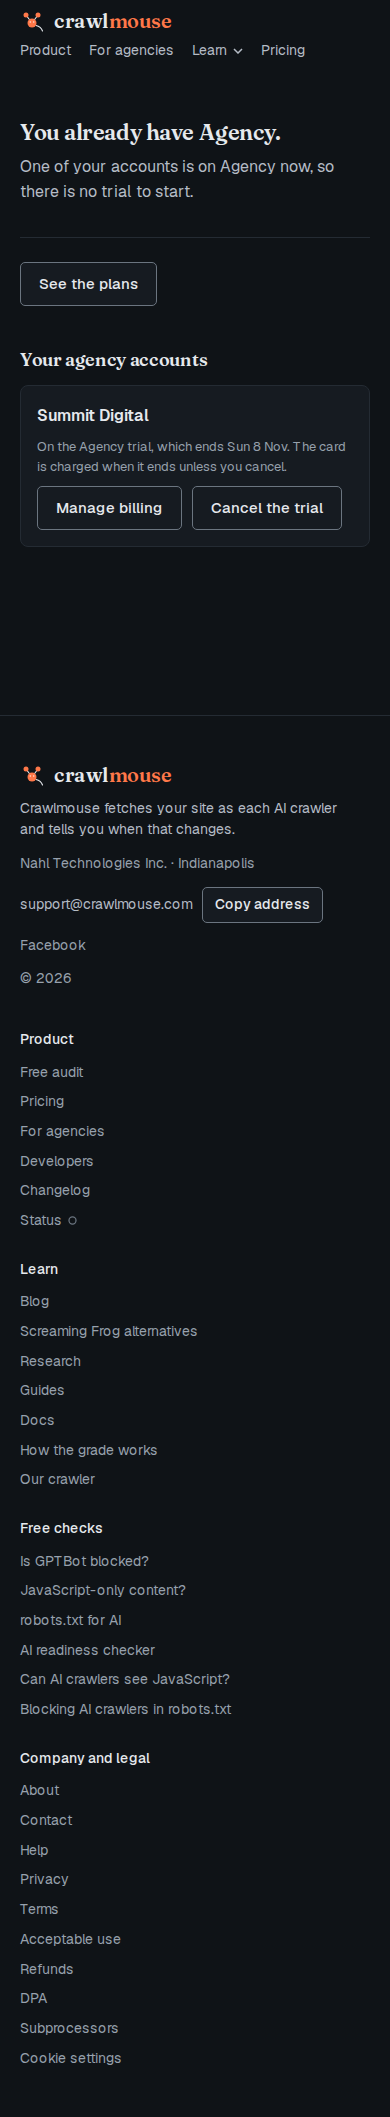 crawlmouse
Product For agencies Learn Pricing
You already have Agency.
One of your accounts is on Agency now, so
there is no trial to start.
See the plans
Your agency accounts
Summit Digital
On the Agency trial, which ends Sun 8 Nov. The card
is charged when it ends unless you cancel.
Manage billing Cancel the trial
crawlmouse
Crawlmouse fetches your site as each AI crawler
and tells you when that changes.
Nahl Technologies Inc. · Indianapolis
support@crawlmouse.com Copy address
Facebook
© 2026
Product
Free audit
Pricing
For agencies
Developers
Changelog
Status
Learn
Blog
Screaming Frog alternatives
Research
Guides
Docs
How the grade works
Our crawler
Free checks
Is GPTBot blocked?
JavaScript-only content?
robots.txt for AI
AI readiness checker
Can AI crawlers see JavaScript?
Blocking AI crawlers in robots.txt
Company and legal
About
Contact
Help
Privacy
Terms
Acceptable use
Refunds
DPA
Subprocessors
Cookie settings